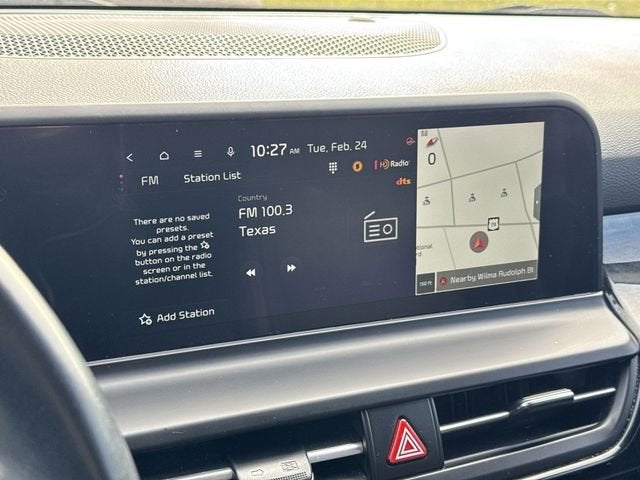 10:27 AM Tue, Feb. 24
FM Station List
HD Radio
dts
There are no saved
presets.
You can add a preset
by pressing the
button on the radio
screen or in the
station/channel list.
Add Station
Country
FM 100.3
Texas
0
79
150 ft
Nearby Wilma Rudolph Bl